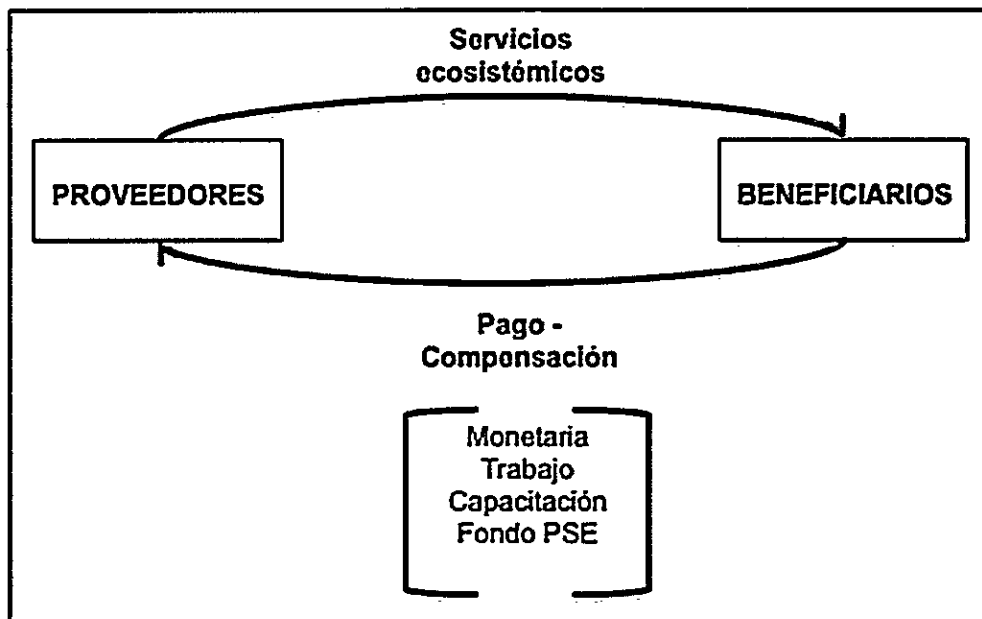 Servicios
ecosistémicos
PROVEEDORES
BENEFICIARIOS
Pago -
Compensación
Monetaria
Trabajo
Capacitación
Fondo PSE